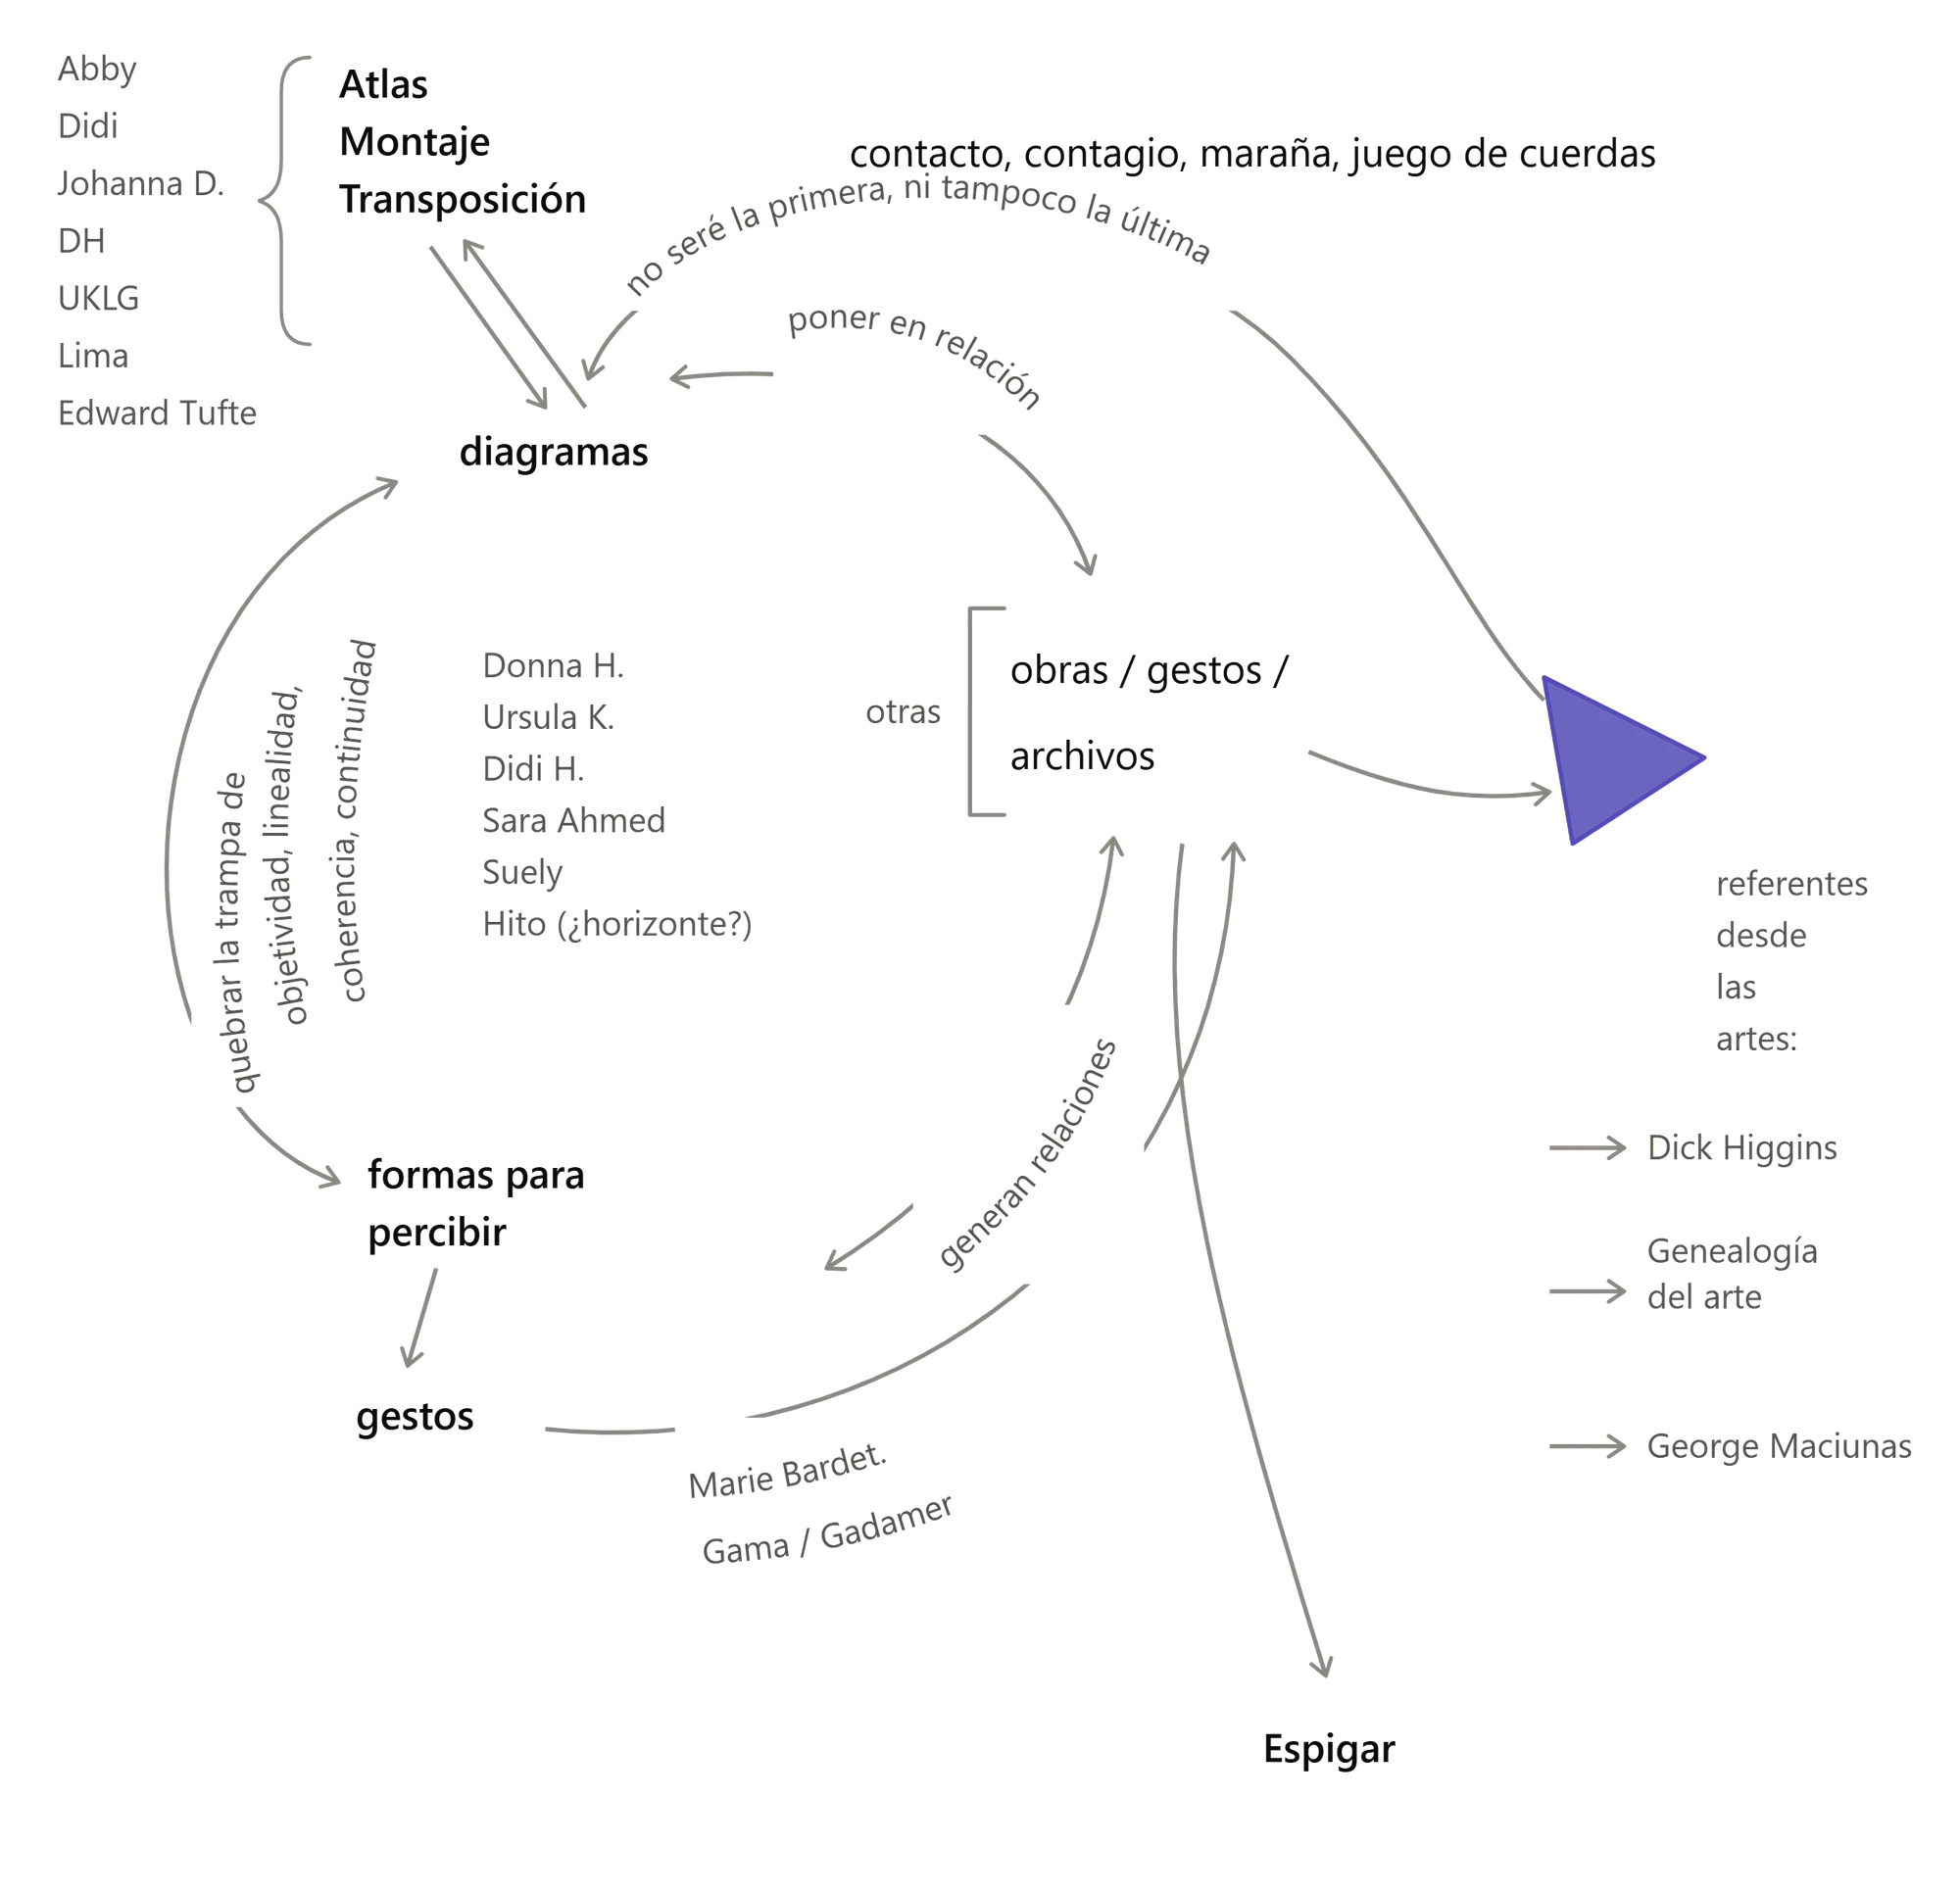 Abby
Didi
Johanna D.
DH
UKLG
Lima
Edward Tufte
Atlas
Montaje
Transposición
contacto, contagio, maraña, juego de cuerdas
no seré la primera, ni tampoco la última
poner en relación
diagramas
quebrar la trampa de
objetividad, linealidad,
coherencia, continuidad
Donna H.
Ursula K.
Didi H.
Sara Ahmed
Suely
Hito (¿horizonte?)
otras
obras / gestos /
archivos
referentes
desde
las
artes:
Dick Higgins
Genealogía
del arte
George Maciunas
generan relaciones
formas para
percibir
gestos
Marie Bardet.
Gama / Gadamer
Espigar